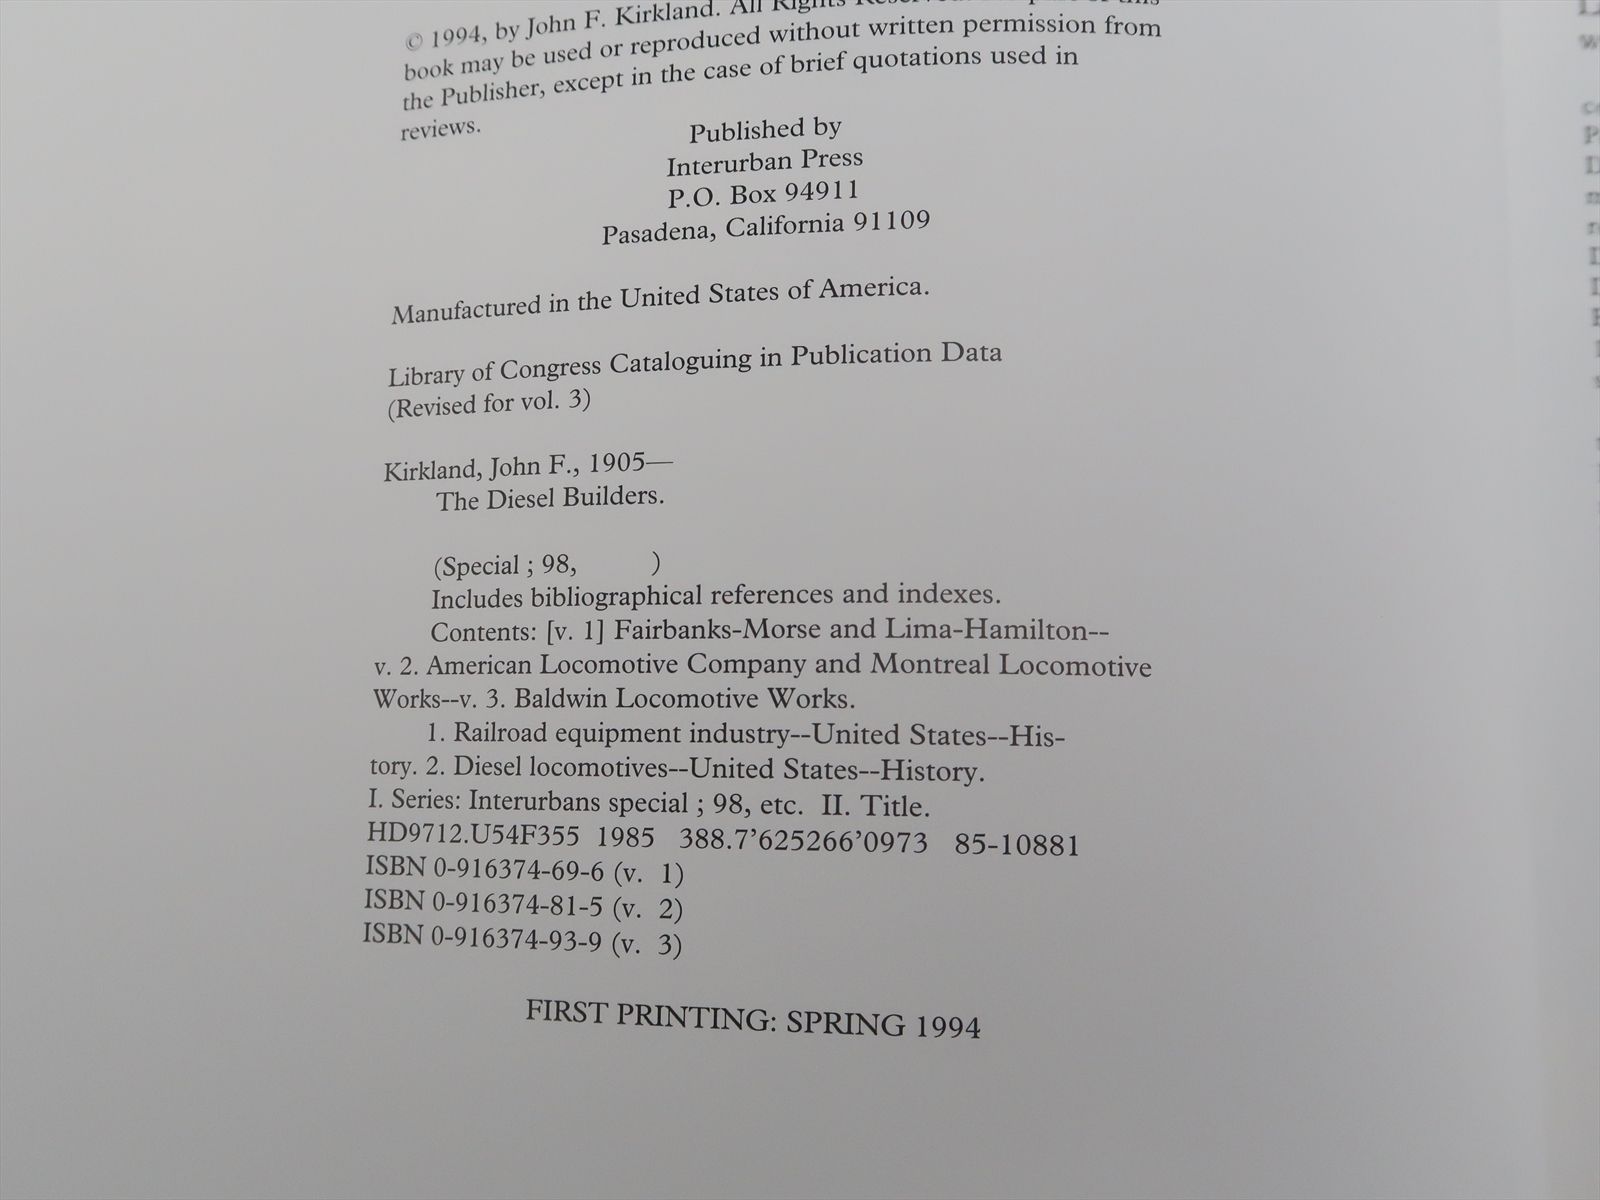 © 1994, by John F. Kirkland. All Rights
book may be used or reproduced without written permission from
the Publisher, except in the case of brief quotations used in
reviews.
Published by
Interurban Press
P.O. Box 94911
Pasadena, California 91109
Manufactured in the United States of America.
Library of Congress Cataloguing in Publication Data
(Revised for vol. 3)
Kirkland, John F., 1905—
The Diesel Builders.
(Special ; 98, )
Includes bibliographical references and indexes.
Contents: [v. 1] Fairbanks-Morse and Lima-Hamilton--
v. 2. American Locomotive Company and Montreal Locomotive
Works--v. 3. Baldwin Locomotive Works.
1. Railroad equipment industry--United States--His-
tory. 2. Diesel locomotives--United States--History.
I. Series: Interurbans special ; 98, etc. II. Title.
HD9712.U54F355 1985 388.7’625266’0973 85-10881
ISBN 0-916374-69-6 (v. 1)
ISBN 0-916374-81-5 (v. 2)
ISBN 0-916374-93-9 (v. 3)
FIRST PRINTING: SPRING 1994